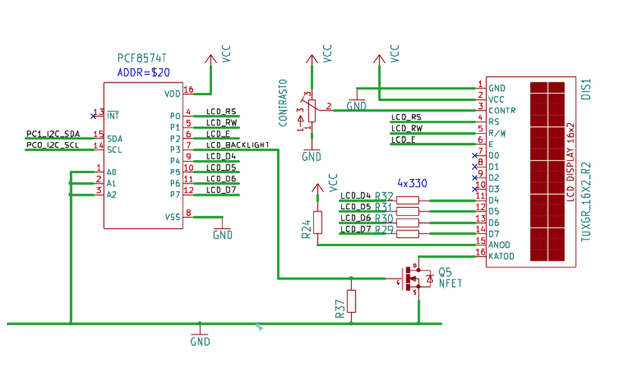 PCF8574T
ADDR=$20
VCC
VDD 16
13 INT
P0 4 LCD_RS
P1 5 LCD_RW
P2 6 LCD_E
P3 7 LCD_BACKLIGHT
P4 9 LCD_D4
P5 10 LCD_D5
P6 11 LCD_D6
P7 12 LCD_D7
PC1_I2C_SDA 15 SDA
PC0_I2C_SCL 14 SCL
1 A0
2 A1
3 A2
VSS 8
GND
VCC
CONTRASTO
3
3
2
1
GND
VCC
GND
1 GND
2 VCC
3 CONTR
LCD_RS 4 RS
LCD_RW 5 R/W
LCD_E 6 E
7 D0
8 D1
9 D2
10 D3
4x330
LCD_D4 R32 11 D4
LCD_D5 R31 12 D5
LCD_D6 R30 13 D6
LCD_D7 R29 14 D7
15 ANOD
16 KATOD
VCC
R24
LCD DISPLAY 16x2
DIS1
TUXGR_16X2_R2
Q5
NFET
D
G
S
R37
GND